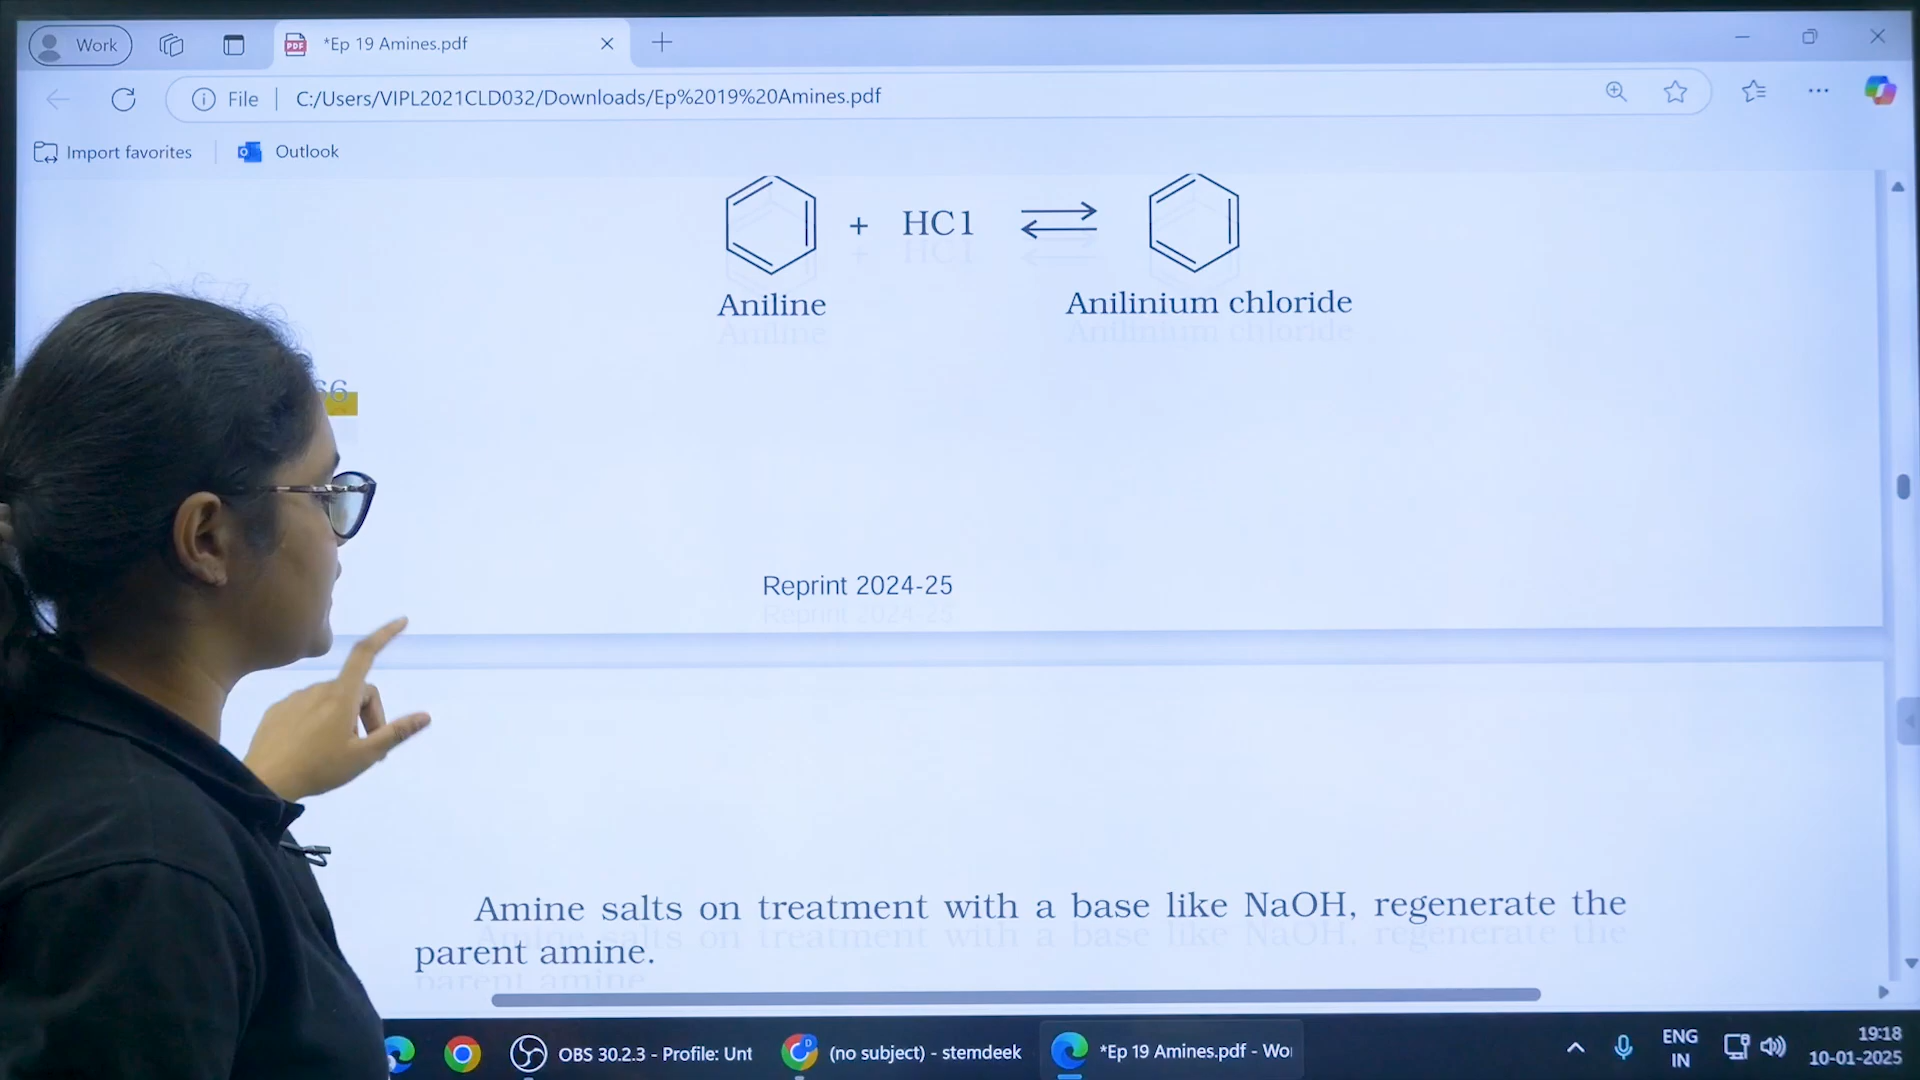 Work
*Ep 19 Amines.pdf
File
C:/Users/VIPL2021CLD032/Downloads/Ep%2019%20Amines.pdf
Import favorites
Outlook
+ HC1
Aniline
Anilinium chloride
66
Reprint 2024-25
Amine salts on treatment with a base like NaOH, regenerate the
parent amine.
OBS 30.2.3 - Profile: Unt
(no subject) - stemdeek
*Ep 19 Amines.pdf - Wo
ENG
IN
19:18
10-01-2025